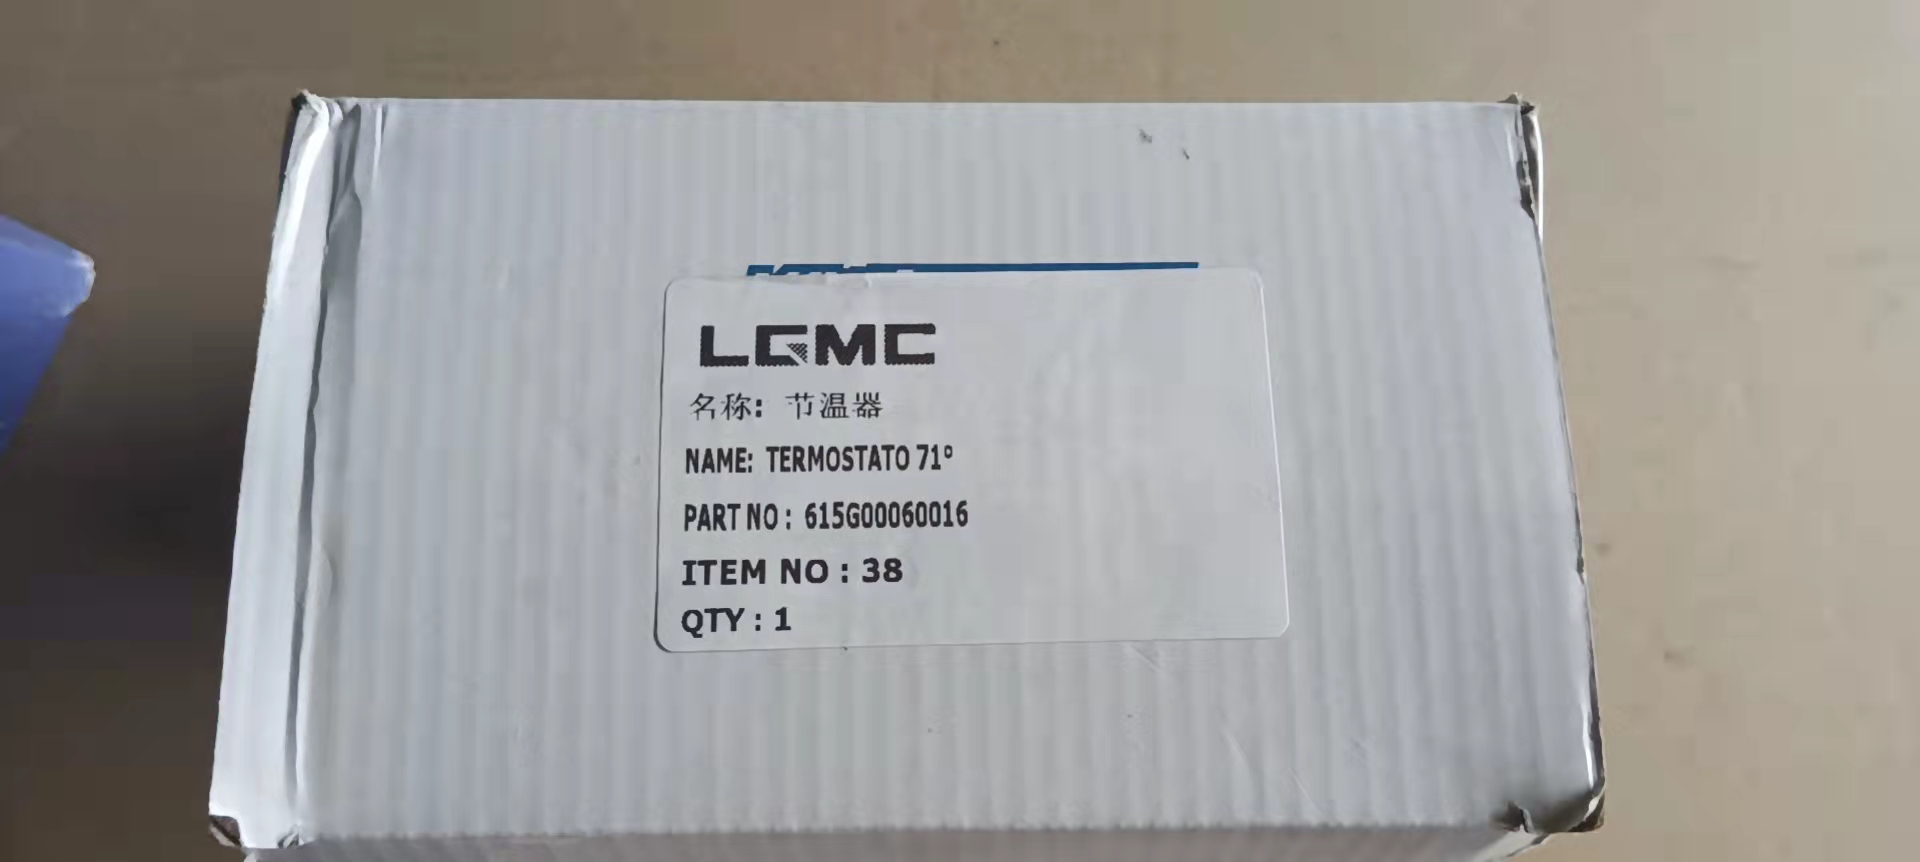 LGMC
名称: 节温器
NAME: TERMOSTATO 71°
PART NO : 615G00060016
ITEM NO : 38
QTY : 1